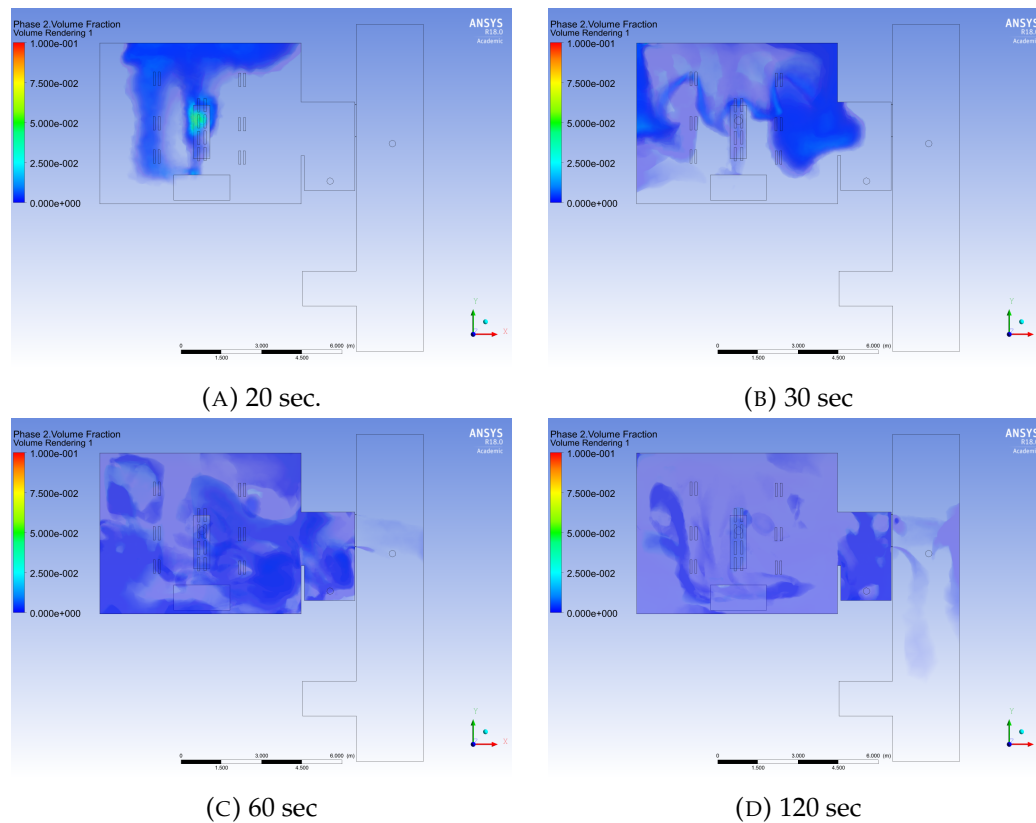 Phase 2.Volume Fraction
Volume Rendering 1
ANSYS
R18.0
Academic
1.000e-001
7.500e-002
5.000e-002
2.500e-002
0.000e+000
Y
X
Z
0 3.000 6.000 (m)
1.500 4.500
(A) 20 sec.
Phase 2.Volume Fraction
Volume Rendering 1
ANSYS
R18.0
Academic
1.000e-001
7.500e-002
5.000e-002
2.500e-002
0.000e+000
Y
X
Z
0 3.000 6.000 (m)
1.500 4.500
(B) 30 sec
Phase 2.Volume Fraction
Volume Rendering 1
ANSYS
R18.0
Academic
1.000e-001
7.500e-002
5.000e-002
2.500e-002
0.000e+000
Y
X
Z
0 3.000 6.000 (m)
1.500 4.500
(C) 60 sec
Phase 2.Volume Fraction
Volume Rendering 1
ANSYS
R18.0
Academic
1.000e-001
7.500e-002
5.000e-002
2.500e-002
0.000e+000
Y
X
Z
0 3.000 6.000 (m)
1.500 4.500
(D) 120 sec